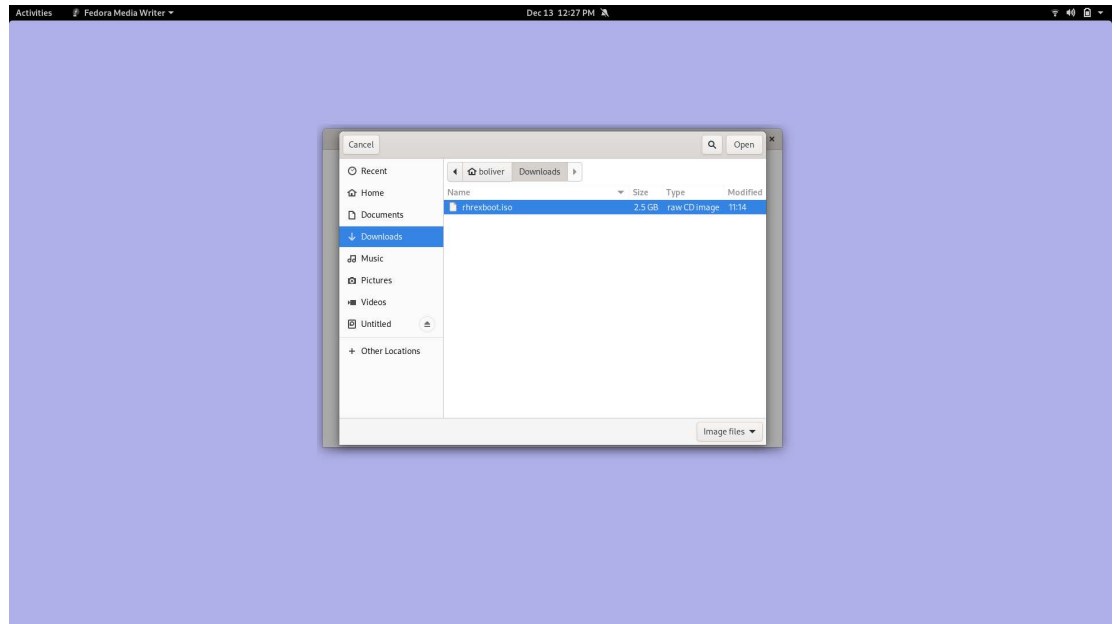 Activities Fedora Media Writer Dec 13 12:27 PM
Cancel Open
Recent
Home
Documents
Downloads
Music
Pictures
Videos
Untitled
+ Other Locations
boliver Downloads
Name Size Type Modified
rhrexboot.iso 2.5 GB raw CD image 11:14
Image files